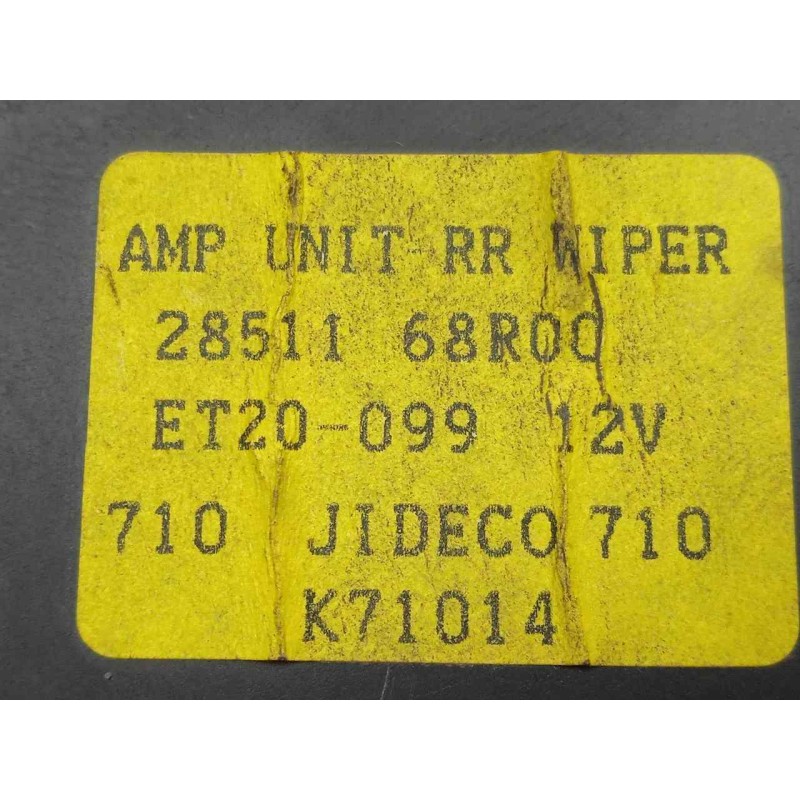 AMP UNIT RR WIPER
28511 68R00
ET20-099 12V
710 JIDECO 710
K71014